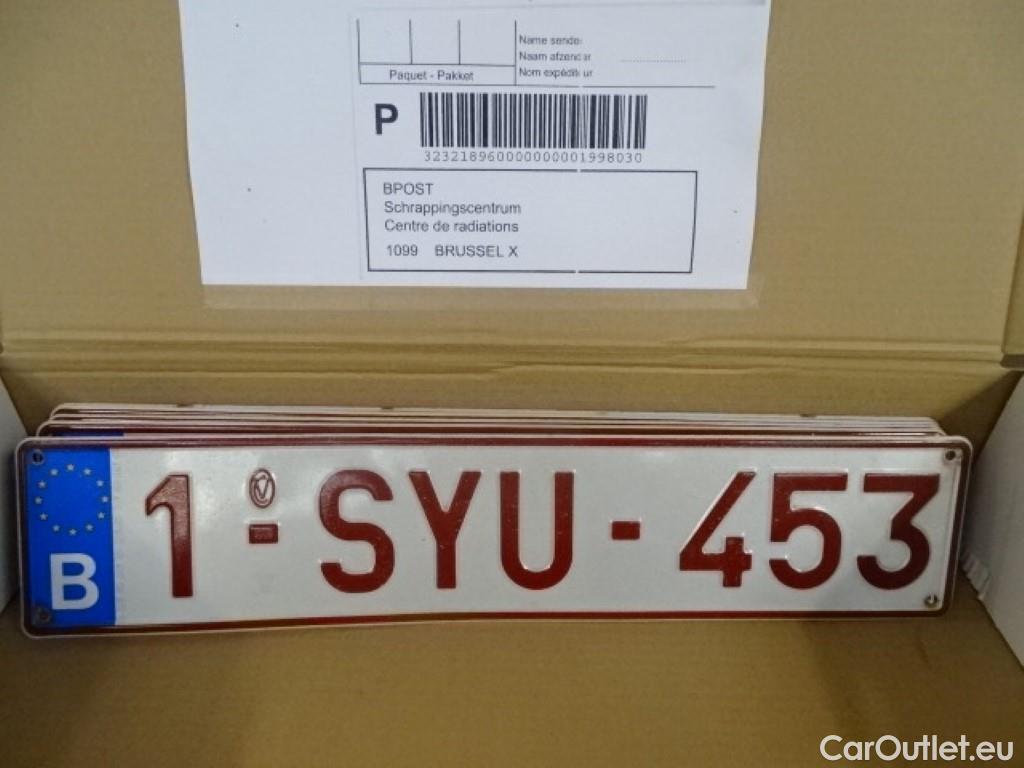 Name sender
Naam afzender
Nom expéditeur
Paquet - Pakket
P
323218960000000001998030
BPOST
Schrappingscentrum
Centre de radiations
1099 BRUSSEL X
B 1-SYU-453
CarOutlet.eu